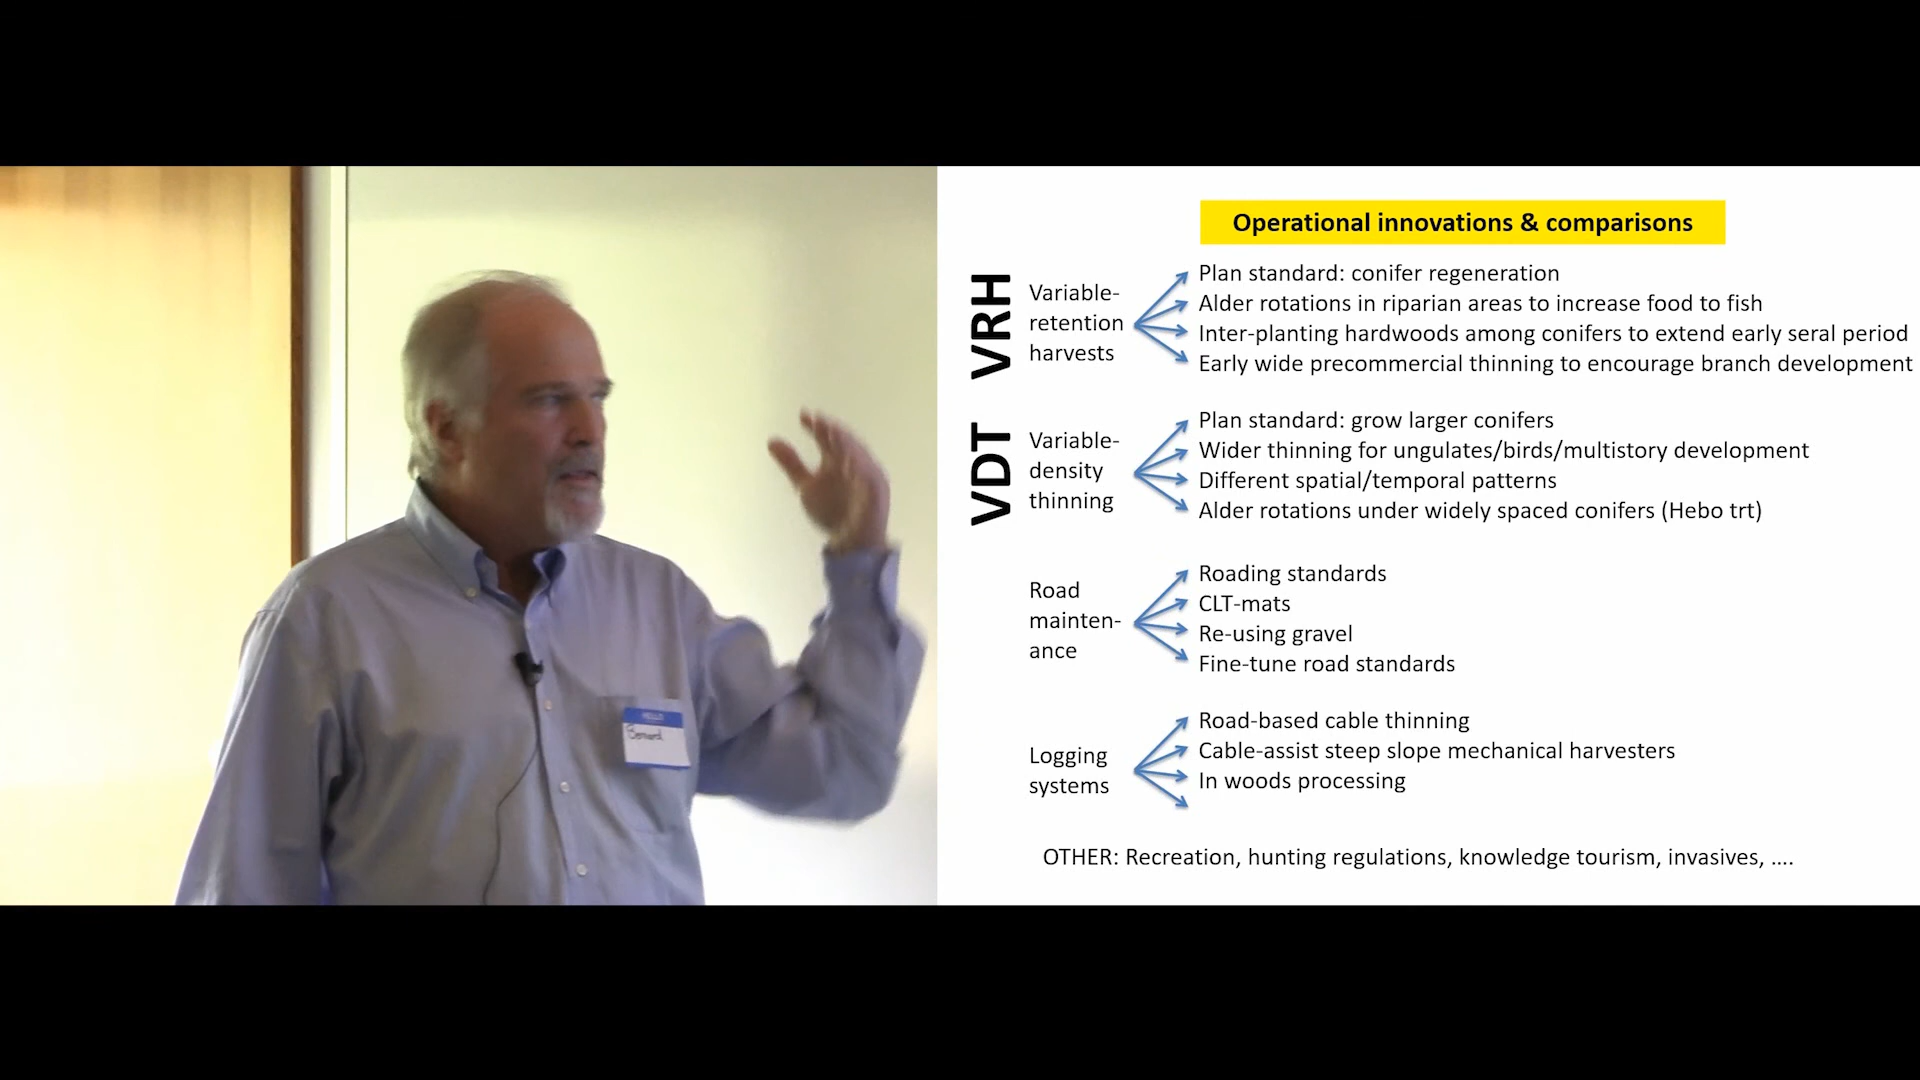 Operational innovations & comparisons
VRH
Variable-
retention
harvests
Plan standard: conifer regeneration
Alder rotations in riparian areas to increase food to fish
Inter-planting hardwoods among conifers to extend early seral period
Early wide precommercial thinning to encourage branch development
VDT
Variable-
density
thinning
Plan standard: grow larger conifers
Wider thinning for ungulates/birds/multistory development
Different spatial/temporal patterns
Alder rotations under widely spaced conifers (Hebo trt)
Road
mainten-
ance
Roading standards
CLT-mats
Re-using gravel
Fine-tune road standards
Logging
systems
Road-based cable thinning
Cable-assist steep slope mechanical harvesters
In woods processing
OTHER: Recreation, hunting regulations, knowledge tourism, invasives, ....
HELLO
Bernard